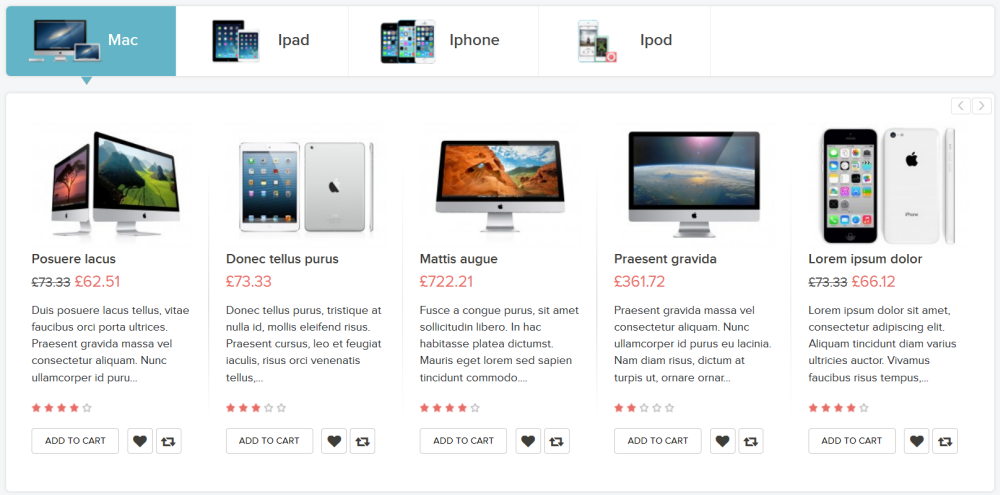 Mac
Ipad
Iphone
Ipod
Posuere lacus
£73.33 £62.51
Duis posuere lacus tellus, vitae
faucibus orci porta ultrices.
Praesent gravida massa vel
consectetur aliquam. Nunc
ullamcorper id puru...
ADD TO CART
Donec tellus purus
£73.33
Donec tellus purus, tristique at
nulla id, mollis eleifend risus.
Praesent cursus, leo et feugiat
iaculis, risus orci venenatis
tellus,...
ADD TO CART
Mattis augue
£722.21
Fusce a congue purus, sit amet
sollicitudin libero. In hac
habitasse platea dictumst.
Mauris eget lorem sed sapien
tincidunt commodo....
ADD TO CART
Praesent gravida
£361.72
Praesent gravida massa vel
consectetur aliquam. Nunc
ullamcorper id purus eu lacinia.
Nam diam risus, dictum at
turpis ut, ornare ornar...
ADD TO CART
iPhone
Lorem ipsum dolor
£73.33 £66.12
Lorem ipsum dolor sit amet,
consectetur adipiscing elit.
Aliquam tincidunt diam varius
ultricies auctor. Vivamus
faucibus risus tempus,...
ADD TO CART